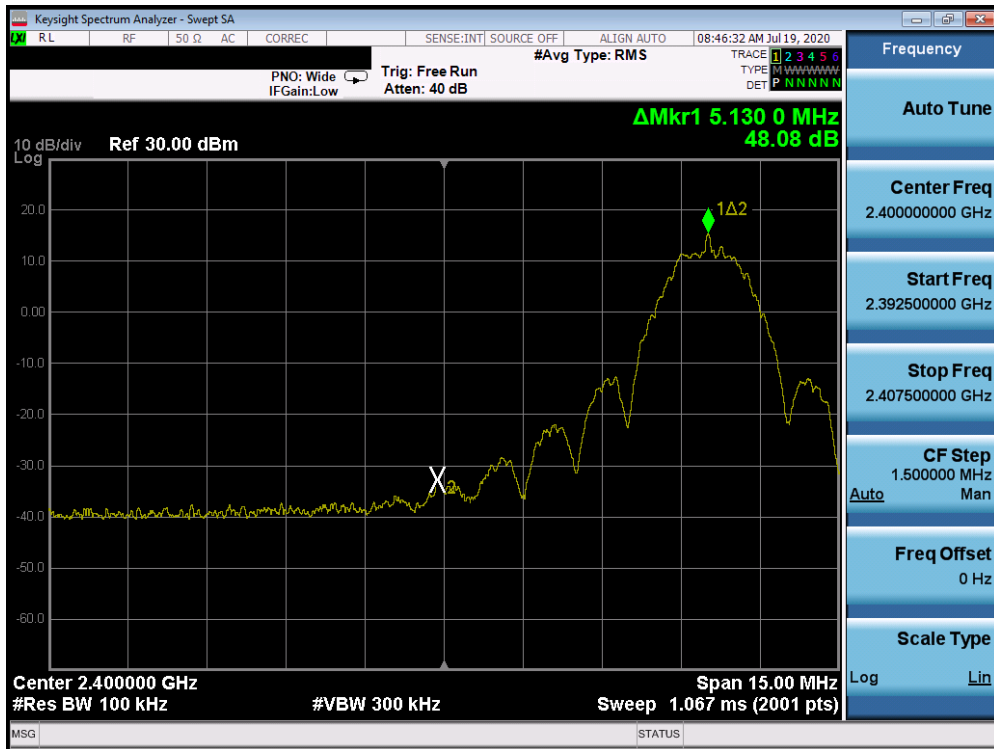 Keysight Spectrum Analyzer - Swept SA
LXI RL RF 50 Ω AC CORREC SENSE:INT SOURCE OFF ALIGN AUTO 08:46:32 AM Jul 19, 2020
#Avg Type: RMS TRACE 1 2 3 4 5 6
PNO: Wide Trig: Free Run TYPE M WWWWW
IFGain:Low Atten: 40 dB DET P N N N N N
ΔMkr1 5.130 0 MHz
48.08 dB
10 dB/div Ref 30.00 dBm
Log
20.0
1Δ2
10.0
0.00
-10.0
-20.0
-30.0
X2
-40.0
-50.0
-60.0
Center 2.400000 GHz Span 15.00 MHz
#Res BW 100 kHz #VBW 300 kHz Sweep 1.067 ms (2001 pts)
MSG STATUS
Frequency
Auto Tune
Center Freq
2.400000000 GHz
Start Freq
2.392500000 GHz
Stop Freq
2.407500000 GHz
CF Step
1.500000 MHz
Auto Man
Freq Offset
0 Hz
Scale Type
Log Lin